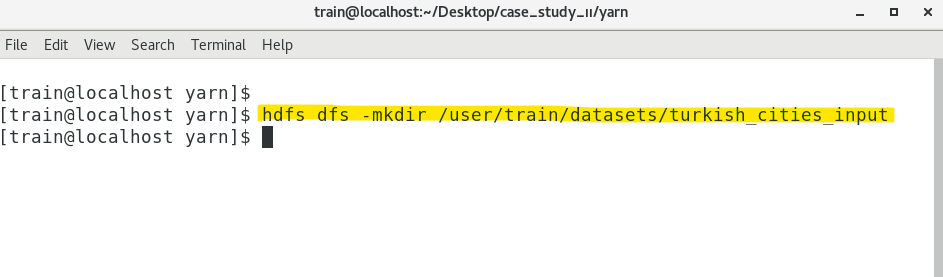 train@localhost:~/Desktop/case_study_ıı/yarn
File Edit View Search Terminal Help
[train@localhost yarn]$
[train@localhost yarn]$ hdfs dfs -mkdir /user/train/datasets/turkish_cities_input
[train@localhost yarn]$